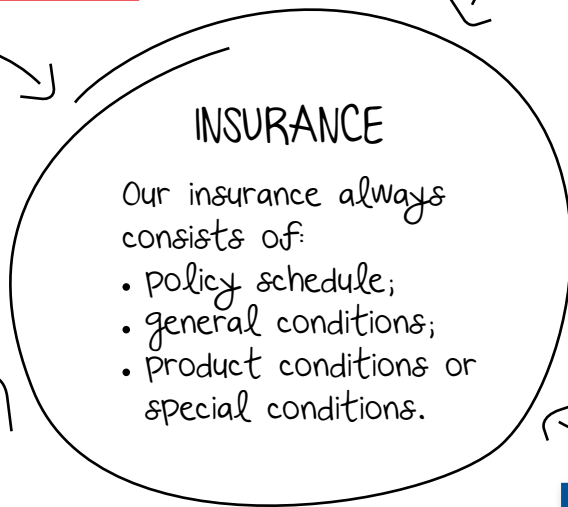 INSURANCE
Our insurance always
consists of:
• policy schedule;
• general conditions;
• product conditions or
special conditions.